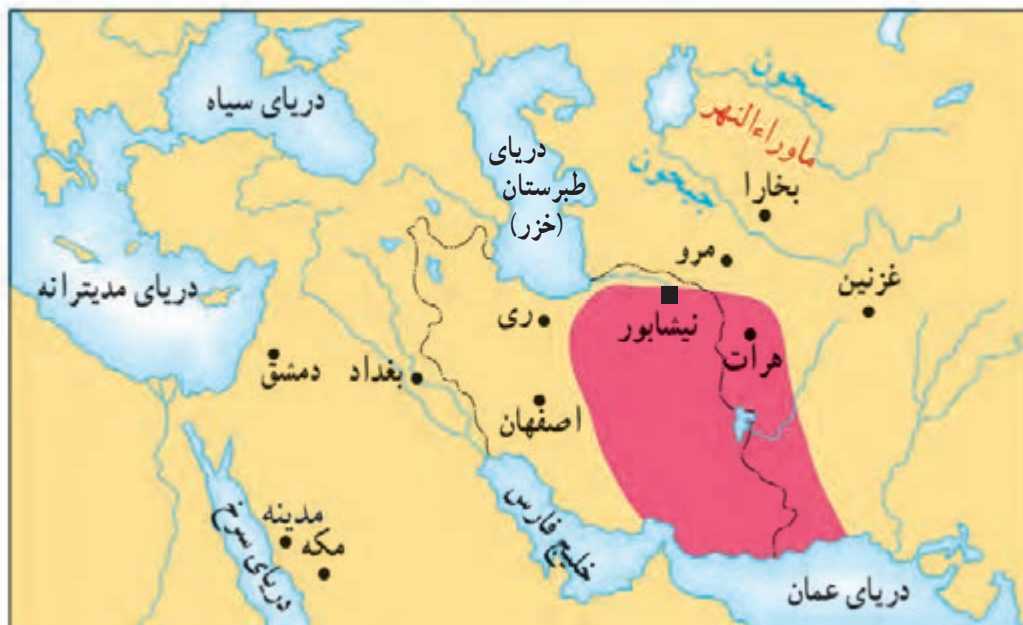 دریای سیاه
دریای
طبرستان
(خزر)
سیحون
ماوراءالنهر
جیحون
بخارا
مرو
غزنین
دریای مدیترانه
ری
نیشابور
هرات
دمشق
بغداد
اصفهان
خلیج فارس
مدینه
مکه
دریای سرخ
دریای عمان